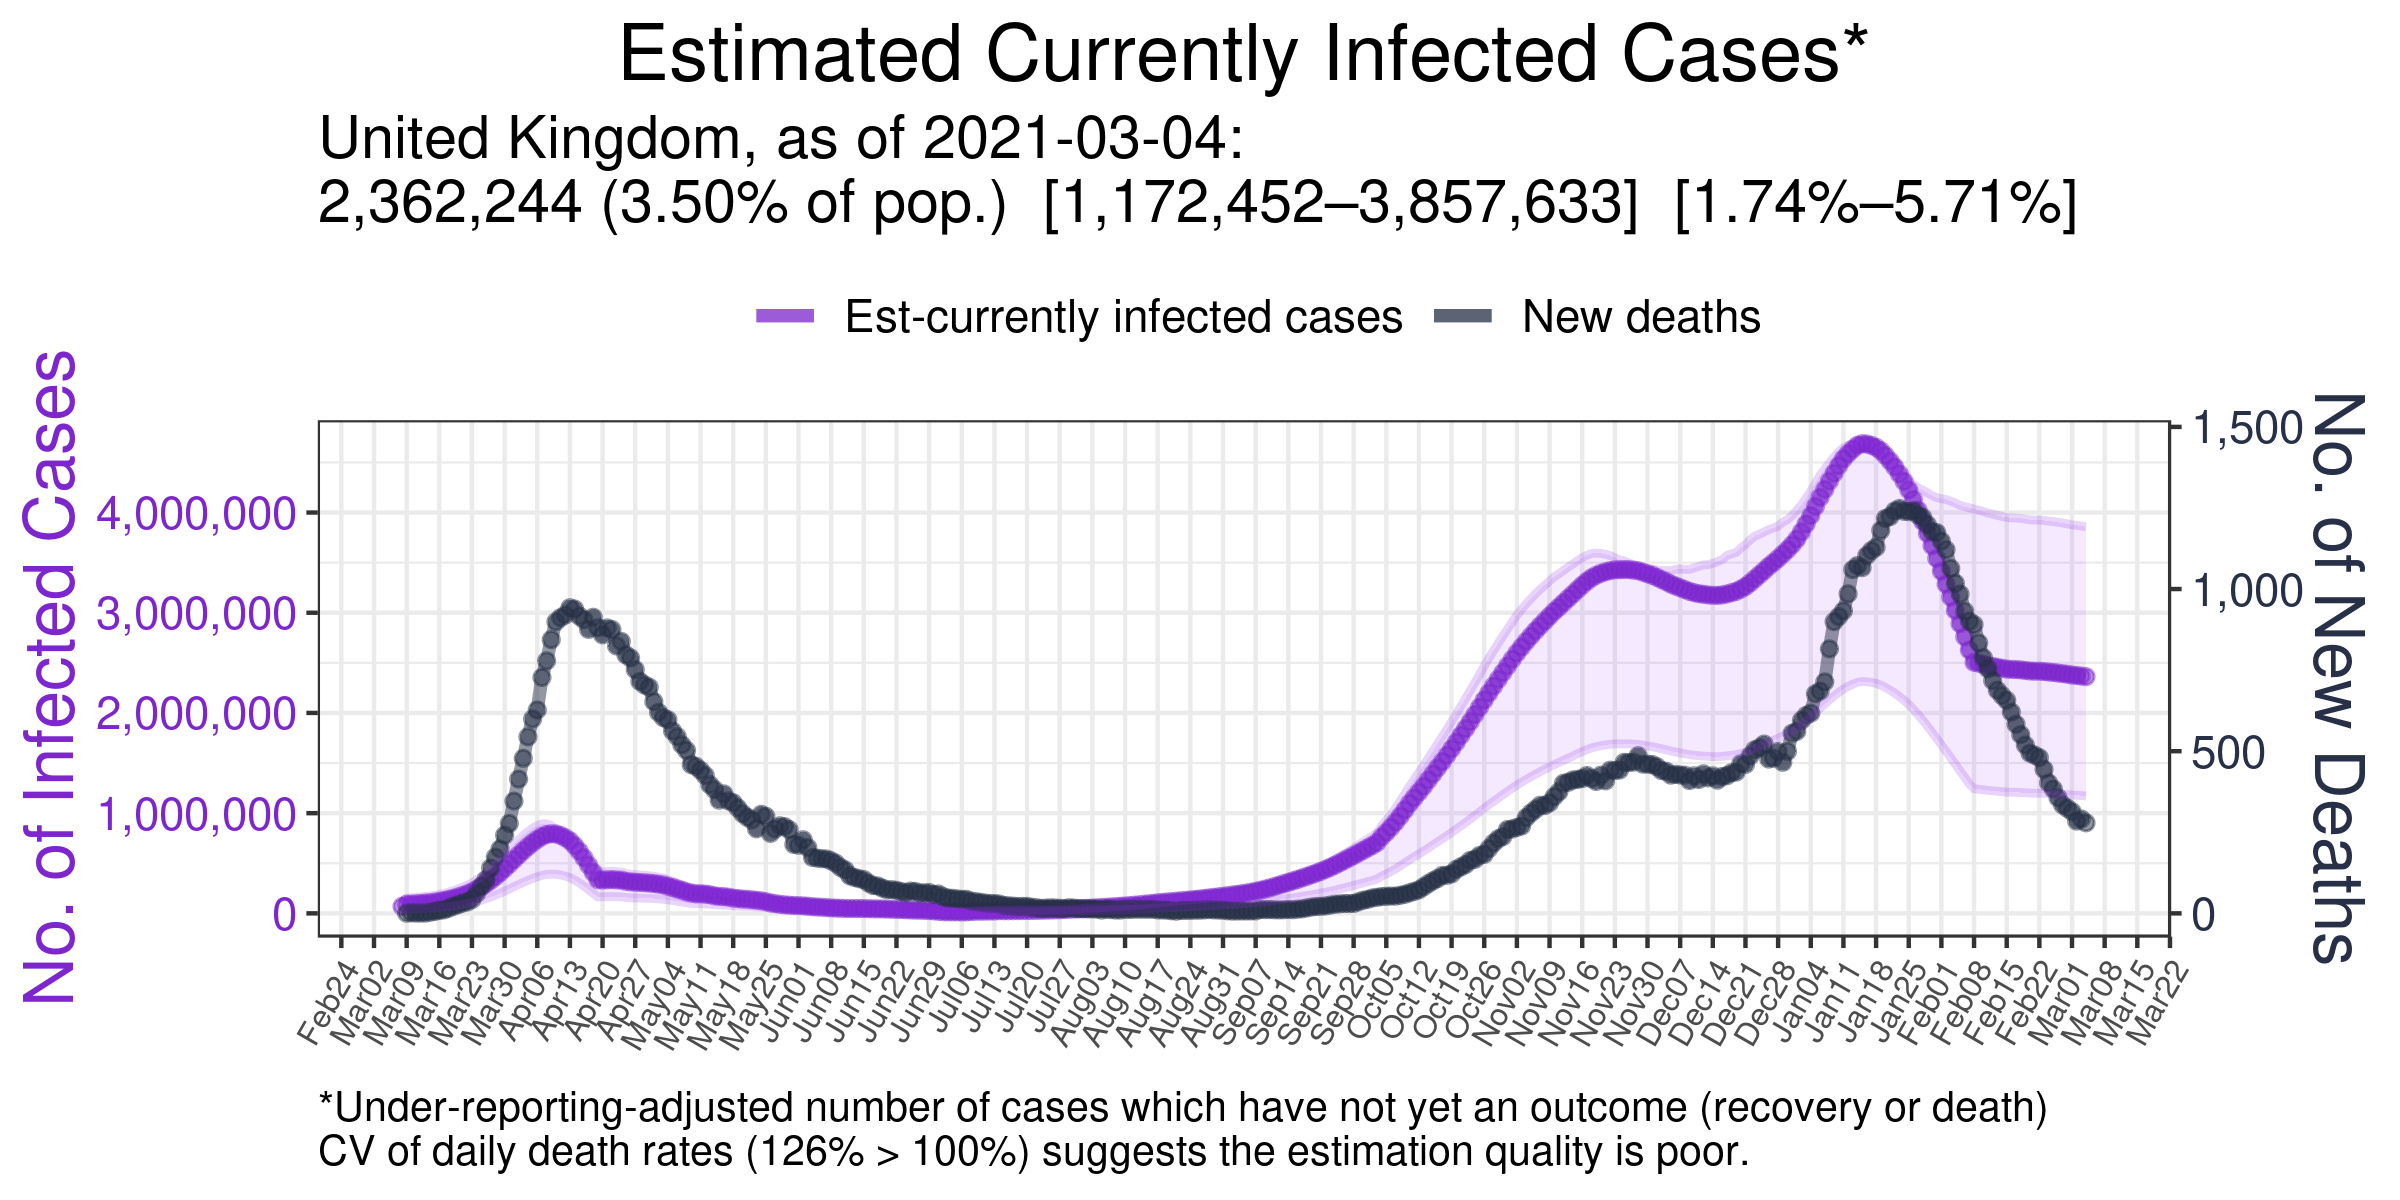 Estimated Currently Infected Cases*
United Kingdom, as of 2021-03-04:
2,362,244 (3.50% of pop.) [1,172,452–3,857,633] [1.74%–5.71%]
Est-currently infected cases New deaths
No. of Infected Cases
4,000,000
3,000,000
2,000,000
1,000,000
0
1,500
1,000
500
0
No. of New Deaths
Feb24 Mar02 Mar09 Mar16 Mar23 Mar30 Apr06 Apr13 Apr20 Apr27 May04 May11 May18 May25 Jun01 Jun08 Jun15 Jun22 Jun29 Jul06 Jul13 Jul20 Jul27 Aug03 Aug10 Aug17 Aug24 Aug31 Sep07 Sep14 Sep21 Sep28 Oct05 Oct12 Oct19 Oct26 Nov02 Nov09 Nov16 Nov23 Nov30 Dec07 Dec14 Dec21 Dec28 Jan04 Jan11 Jan18 Jan25 Feb01 Feb08 Feb15 Feb22 Mar01 Mar08 Mar15 Mar22
*Under-reporting-adjusted number of cases which have not yet an outcome (recovery or death)
CV of daily death rates (126% > 100%) suggests the estimation quality is poor.